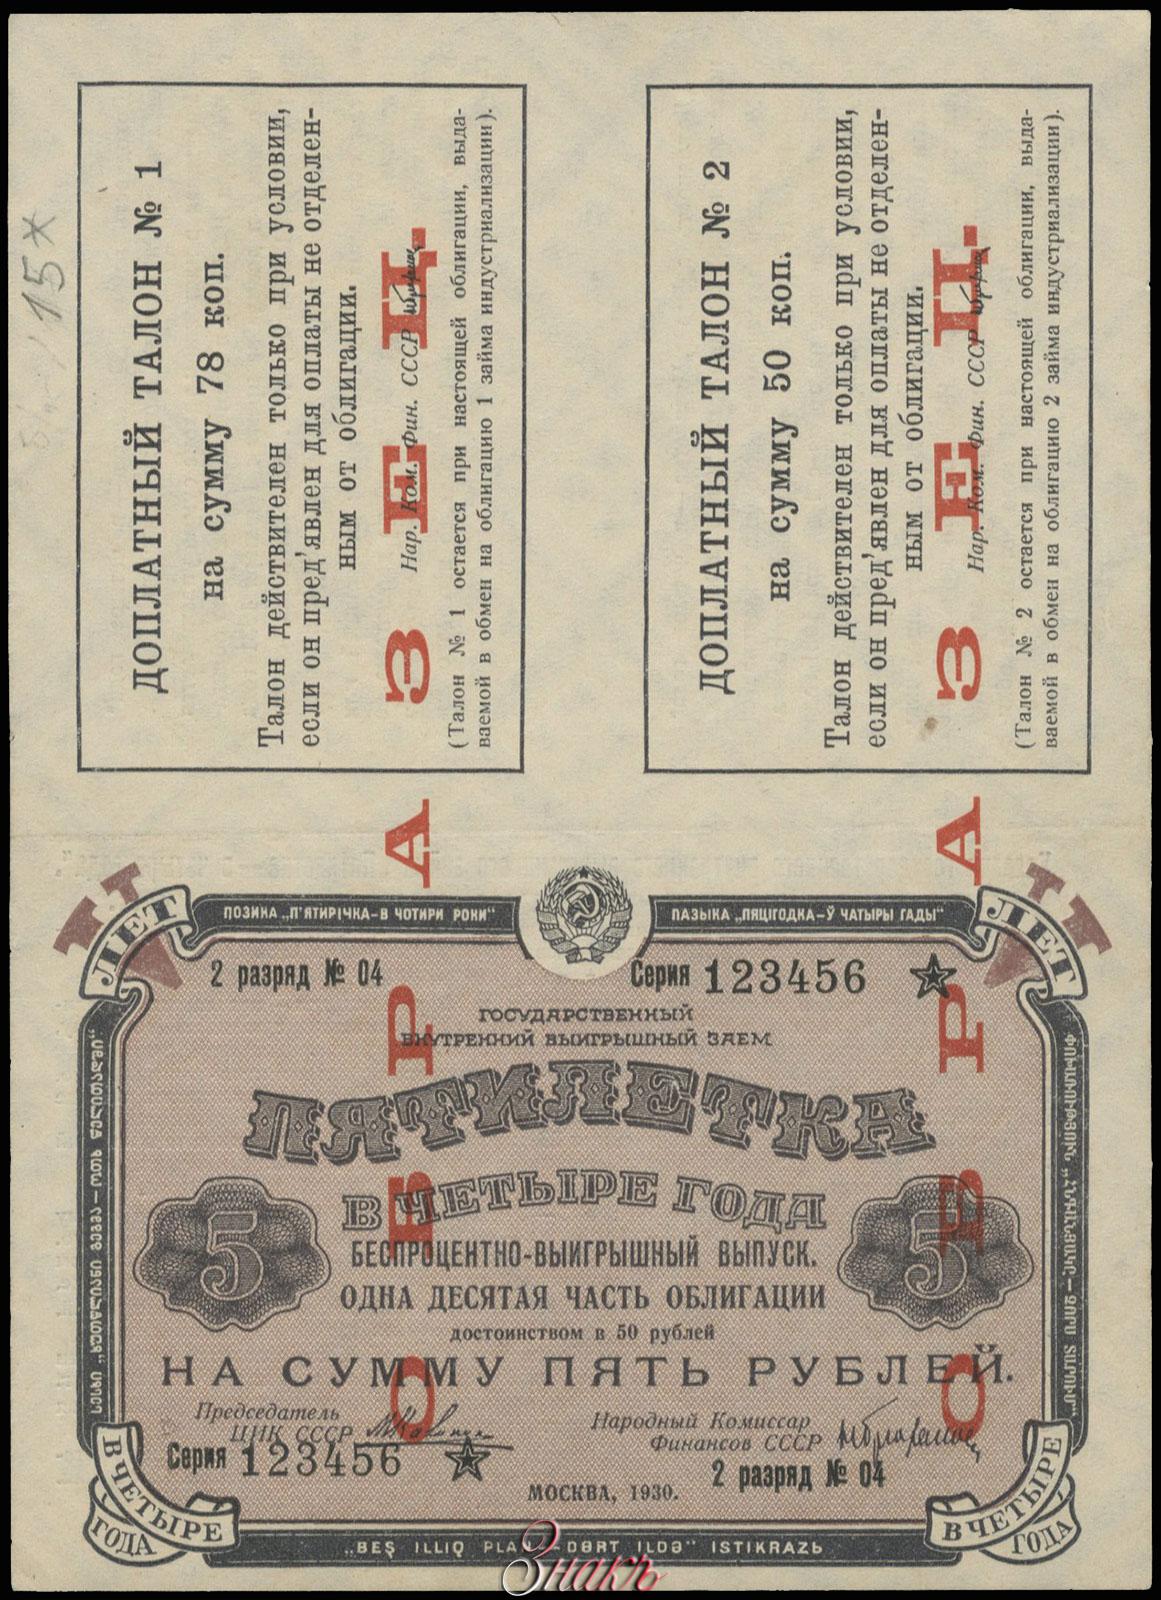 ДОПЛАТНЫЙ ТАЛОН № 1
на сумму 78 коп.
Талон действителен только при условии,
если он пред'явлен для оплаты не отделен-
ным от облигации.
Нар. Ком. Фин. СССР
(Талон № 1 остается при настоящей облигации, выда-
ваемой в обмен на облигацию 1 займа индустриализации).
ДОПЛАТНЫЙ ТАЛОН № 2
на сумму 50 коп.
Талон действителен только при условии,
если он пред'явлен для оплаты не отделен-
ным от облигации.
Нар. Ком. Фин. СССР
(Талон № 2 остается при настоящей облигации, выда-
ваемой в обмен на облигацию 2 займа индустриализации).
15*
ОБРАЗЕЦ
ОБРАЗЕЦ.
V
ЛЕТ
ПОЗИКА „П'ЯТИРІЧКА-В ЧОТИРИ РОКИ"
ПАЗЫКА „ПЯЦІГОДКА-Ў ЧАТЫРЫ ГАДЫ"
V
ЛЕТ
2 разряд № 04
Серия 123456
ГОСУДАРСТВЕННЫЙ
ВНУТРЕННИЙ ВЫИГРЫШНЫЙ ЗАЕМ
ПЯТИЛЕТКА
В ЧЕТЫРЕ ГОДА
5
5
БЕСПРОЦЕНТНО-ВЫИГРЫШНЫЙ ВЫПУСК.
ОДНА ДЕСЯТАЯ ЧАСТЬ ОБЛИГАЦИИ
достоинством в 50 рублей
НА СУММУ ПЯТЬ РУБЛЕЙ.
Председатель
ЦИК СССР
Народный Комиссар
Финансов СССР
Серия 123456
2 разряд № 04
МОСКВА, 1930.
В ЧЕТЫРЕ
ГОДА
В ЧЕТЫРЕ
ГОДА
„BEŞ ILLIQ PLAN-DƏRT ILDƏ" ISTIKRAZЬ
Знакъ